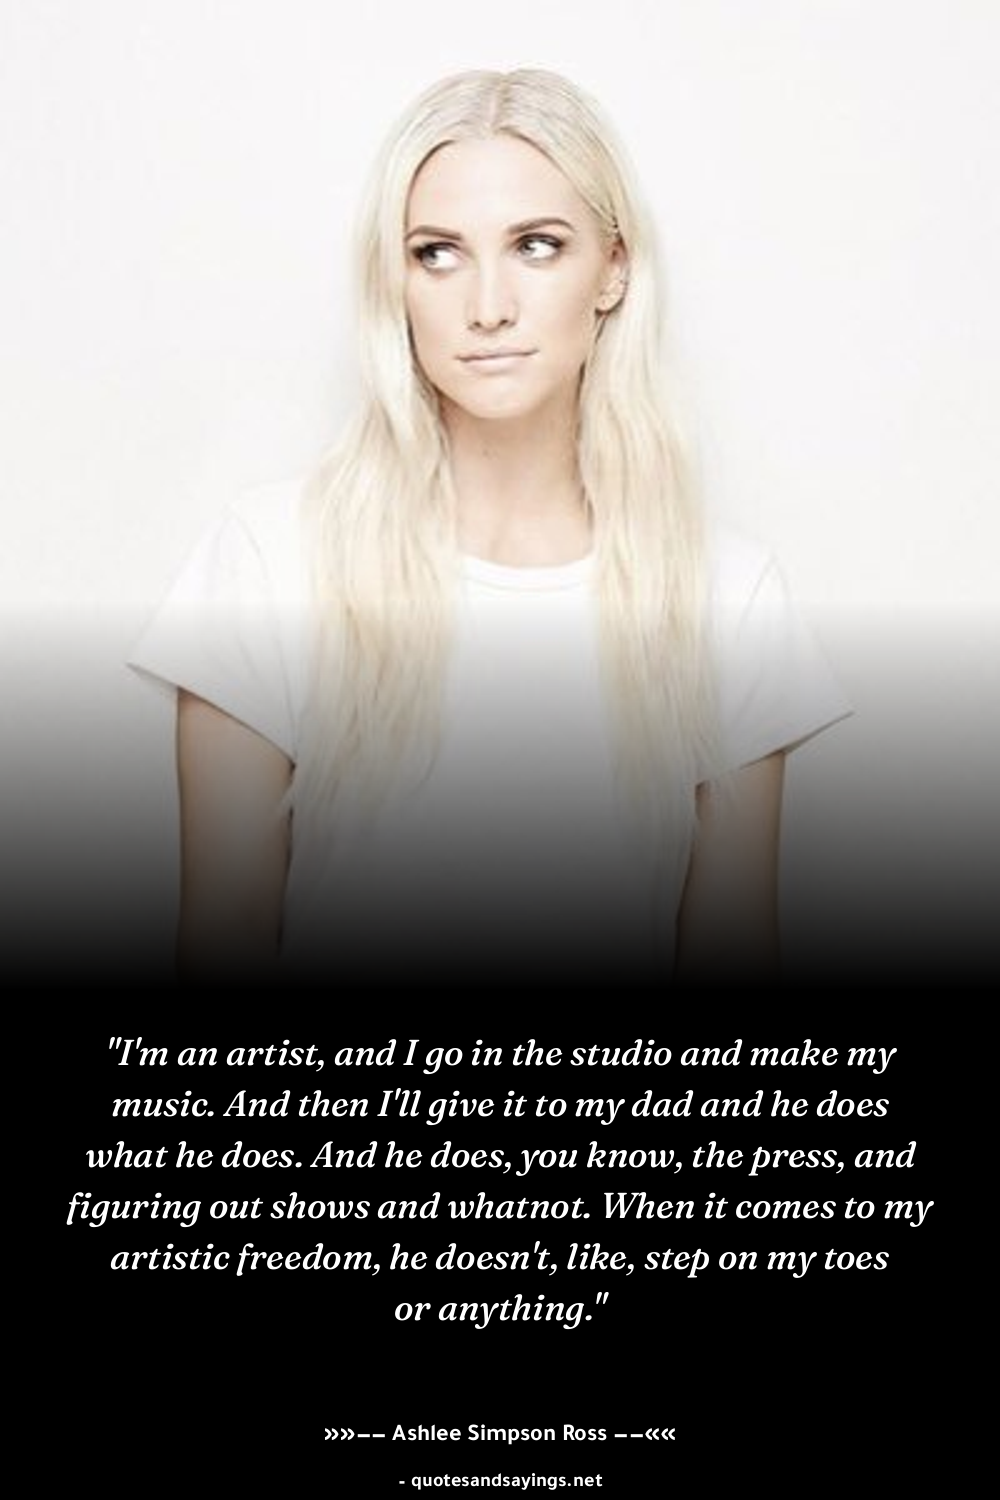 "I'm an artist, and I go in the studio and make my
music. And then I'll give it to my dad and he does
what he does. And he does, you know, the press, and
figuring out shows and whatnot. When it comes to my
artistic freedom, he doesn't, like, step on my toes
or anything."
»»–– Ashlee Simpson Ross ––««
- quotesandsayings.net